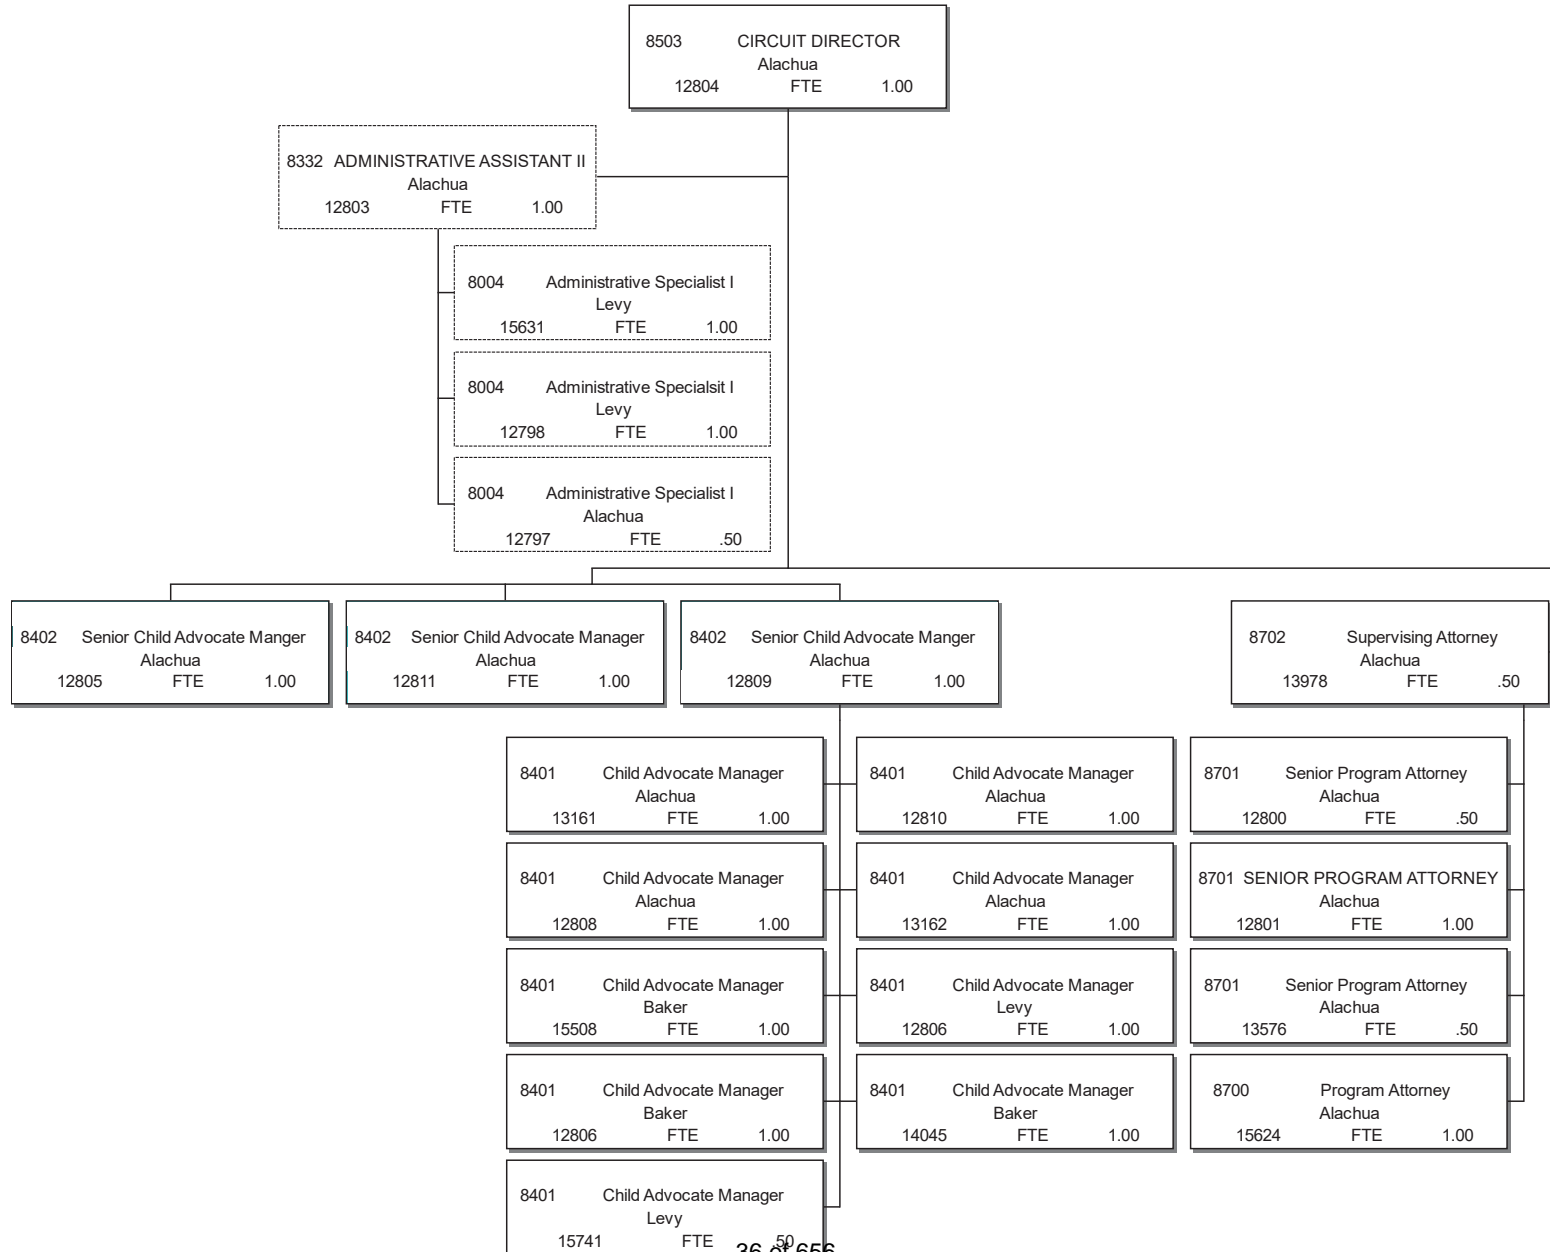 8503 CIRCUIT DIRECTOR
Alachua
12804 FTE 1.00
8332 ADMINISTRATIVE ASSISTANT II
Alachua
12803 FTE 1.00
8004 Administrative Specialist I
Levy
15631 FTE 1.00
8004 Administrative Specialsit I
Levy
12798 FTE 1.00
8004 Administrative Specialist I
Alachua
12797 FTE .50
8402 Senior Child Advocate Manger
Alachua
12805 FTE 1.00
8402 Senior Child Advocate Manager
Alachua
12811 FTE 1.00
8402 Senior Child Advocate Manger
Alachua
12809 FTE 1.00
8702 Supervising Attorney
Alachua
13978 FTE .50
8401 Child Advocate Manager
Alachua
13161 FTE 1.00
8401 Child Advocate Manager
Alachua
12810 FTE 1.00
8701 Senior Program Attorney
Alachua
12800 FTE .50
8401 Child Advocate Manager
Alachua
12808 FTE 1.00
8401 Child Advocate Manager
Alachua
13162 FTE 1.00
8701 SENIOR PROGRAM ATTORNEY
Alachua
12801 FTE 1.00
8401 Child Advocate Manager
Baker
15508 FTE 1.00
8401 Child Advocate Manager
Levy
12806 FTE 1.00
8701 Senior Program Attorney
Alachua
13576 FTE .50
8401 Child Advocate Manager
Baker
12806 FTE 1.00
8401 Child Advocate Manager
Baker
14045 FTE 1.00
8700 Program Attorney
Alachua
15624 FTE 1.00
8401 Child Advocate Manager
Levy
15741 FTE .50
36 of 656